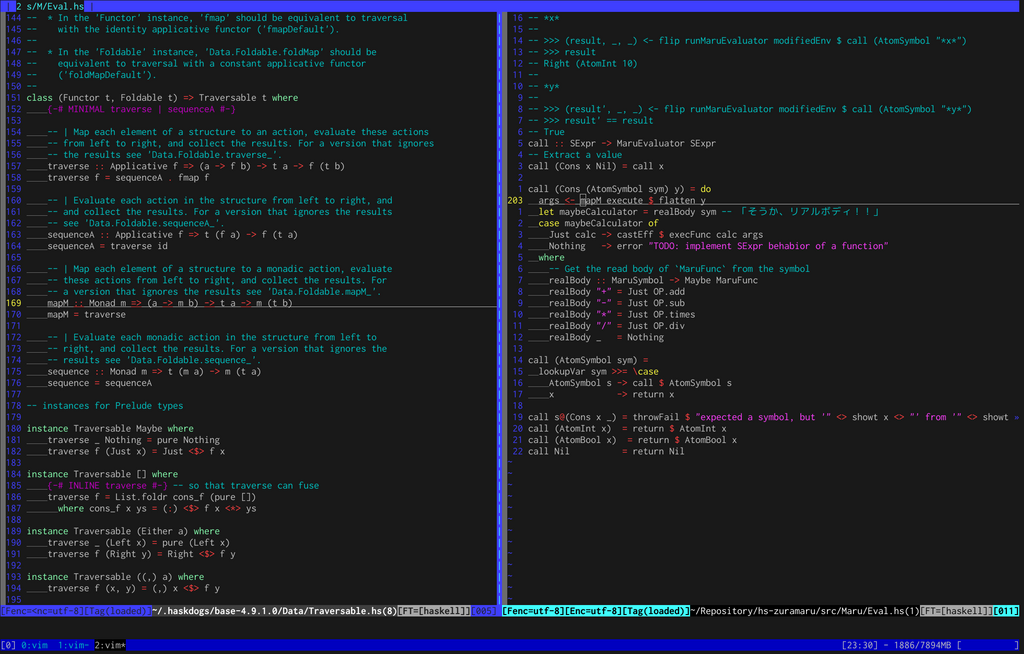 2 s/M/Eval.hs
144 --  * In the 'Functor' instance, 'fmap' should be equivalent to traversal
145 --    with the identity applicative functor ('fmapDefault').
146 --
147 --  * In the 'Foldable' instance, 'Data.Foldable.foldMap' should be
148 --    equivalent to traversal with a constant applicative functor
149 --    ('foldMapDefault').
150 --
151 class (Functor t, Foldable t) => Traversable t where
152 ____{-# MINIMAL traverse | sequenceA #-}
153
154 ____-- | Map each element of a structure to an action, evaluate these actions
155 ____-- from left to right, and collect the results. For a version that ignores
156 ____-- the results see 'Data.Foldable.traverse_'.
157 ____traverse :: Applicative f => (a -> f b) -> t a -> f (t b)
158 ____traverse f = sequenceA . fmap f
159
160 ____-- | Evaluate each action in the structure from left to right, and
161 ____-- and collect the results. For a version that ignores the results
162 ____-- see 'Data.Foldable.sequenceA_'.
163 ____sequenceA :: Applicative f => t (f a) -> f (t a)
164 ____sequenceA = traverse id
165
166 ____-- | Map each element of a structure to a monadic action, evaluate
167 ____-- these actions from left to right, and collect the results. For
168 ____-- a version that ignores the results see 'Data.Foldable.mapM_'.
169 ____mapM :: Monad m => (a -> m b) -> t a -> m (t b)
170 ____mapM = traverse
171
172 ____-- | Evaluate each monadic action in the structure from left to
173 ____-- right, and collect the results. For a version that ignores the
174 ____-- results see 'Data.Foldable.sequence_'.
175 ____sequence :: Monad m => t (m a) -> m (t a)
176 ____sequence = sequenceA
177
178 -- instances for Prelude types
179
180 instance Traversable Maybe where
181 ____traverse _ Nothing = pure Nothing
182 ____traverse f (Just x) = Just <$> f x
183
184 instance Traversable [] where
185 ____{-# INLINE traverse #-} -- so that traverse can fuse
186 ____traverse f = List.foldr cons_f (pure [])
187 ______where cons_f x ys = (:) <$> f x <*> ys
188
189 instance Traversable (Either a) where
190 ____traverse _ (Left x) = pure (Left x)
191 ____traverse f (Right y) = Right <$> f y
192
193 instance Traversable ((,) a) where
194 ____traverse f (x, y) = (,) x <$> f y
195
[Fenc=<nc=utf-8][Tag(loaded)]~/.haskdogs/base-4.9.1.0/Data/Traversable.hs(8)[FT=[haskell]][005]
16 -- *x*
15 --
14 -- >>> (result, _, _) <- flip runMaruEvaluator modifiedEnv $ call (AtomSymbol "*x*")
13 -- >>> result
12 -- Right (AtomInt 10)
11 --
10 -- *y*
9 --
8 -- >>> (result', _, _) <- flip runMaruEvaluator modifiedEnv $ call (AtomSymbol "*y*")
7 -- >>> result' == result
6 -- True
5 call :: SExpr -> MaruEvaluator SExpr
4 -- Extract a value
3 call (Cons x Nil) = call x
2
1 call (Cons (AtomSymbol sym) y) = do
203 __args <- mapM execute $ flatten y
1 __let maybeCalculator = realBody sym -- 「そうか、リアルボディ！！」
2 __case maybeCalculator of
3 ____Just calc -> castEff $ execFunc calc args
4 ____Nothing   -> error "TODO: implement SExpr behabior of a function"
5 __where
6 ____-- Get the read body of 'MaruFunc' from the symbol
7 ____realBody :: MaruSymbol -> Maybe MaruFunc
8 ____realBody "+" = Just OP.add
9 ____realBody "-" = Just OP.sub
10 ____realBody "*" = Just OP.times
11 ____realBody "/" = Just OP.div
12 ____realBody _   = Nothing
13
14 call (AtomSymbol sym) =
15 __lookupVar sym >>= \case
16 ____AtomSymbol s -> call $ AtomSymbol s
17 ____x            -> return x
18
19 call s@(Cons x _) = throwFail $ "expected a symbol, but '" <> showt x <> "' from '" <> showt »
20 call (AtomInt x)  = return $ AtomInt x
21 call (AtomBool x)  = return $ AtomBool x
22 call Nil          = return Nil
[Fenc=utf-8][Enc=utf-8][Tag(loaded)]~/Repository/hs-zuramaru/src/Maru/Eval.hs(1)[FT=[haskell]][011]
[0] 0:vim  1:vim- 2:vim*
[23:30] - 1886/7894MB [          ]